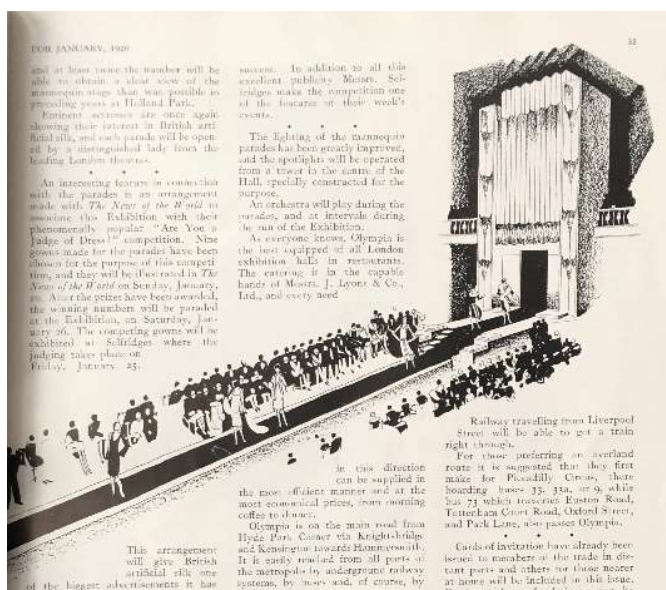 FOR JANUARY, 1929
33
and at least twice the number will be
able to obtain a clear view of the
mannequin stage than was possible in
preceding years at Holland Park.
Eminent actresses are once again
showing their interest in British arti-
ficial silk, and each parade will be open-
ed by a distinguished lady from the
leading London theatres.
* * *
An interesting feature in connection
with the parades is an arrangement
made with The News of the World to
associate this Exhibition with their
phenomenally popular "Are You a
Judge of Dress?" competition. Nine
gowns made for the parades have been
chosen for the purpose of this competi-
tion, and they will be illustrated in The
News of the World on Sunday, January,
20. After the prizes have been awarded,
the winning numbers will be paraded
at the Exhibition, on Saturday, Jan-
uary 26. The competing gowns will be
exhibited at Selfridges where the
judging takes place on
Friday, January 25.
This arrangement
will give British
artificial silk one
of the biggest advertisements it has
success. In addition to all this
excellent publicity Messrs. Sel-
fridges make the competition one
of the features of their week's
events.
* * *
The lighting of the mannequin
parades has been greatly improved,
and the spotlights will be operated
from a tower in the centre of the
Hall, specially constructed for the
purpose.
An orchestra will play during the
parades, and at intervals during
the run of the Exhibition.
As everyone knows, Olympia is
the best equipped of all London
exhibition halls in restaurants.
The catering is in the capable
hands of Messrs. J. Lyons & Co.,
Ltd., and every need
in this direction
can be supplied in
the most efficient manner and at the
most economical prices, from morning
coffee to dinner.
Olympia is on the main road from
Hyde Park Corner via Knight-bridge
and Kensington towards Hammersmith.
It is easily reached from all parts of
the metropolis by underground railway
systems, by buses and, of course, by
Railway travelling from Liverpool
Street will be able to get a train
right through.
For those preferring an overland
route it is suggested that they first
make for Piccadilly Circus, there
boarding buses 33, 33a, or 9, while
bus 73 which traverses Euston Road,
Tottenham Court Road, Oxford Street,
and Park Lane, also passes Olympia.
* * *
Cards of invitation have already been
issued to members of the trade in dis-
tant parts and others for those nearer
at home will be included in this issue.